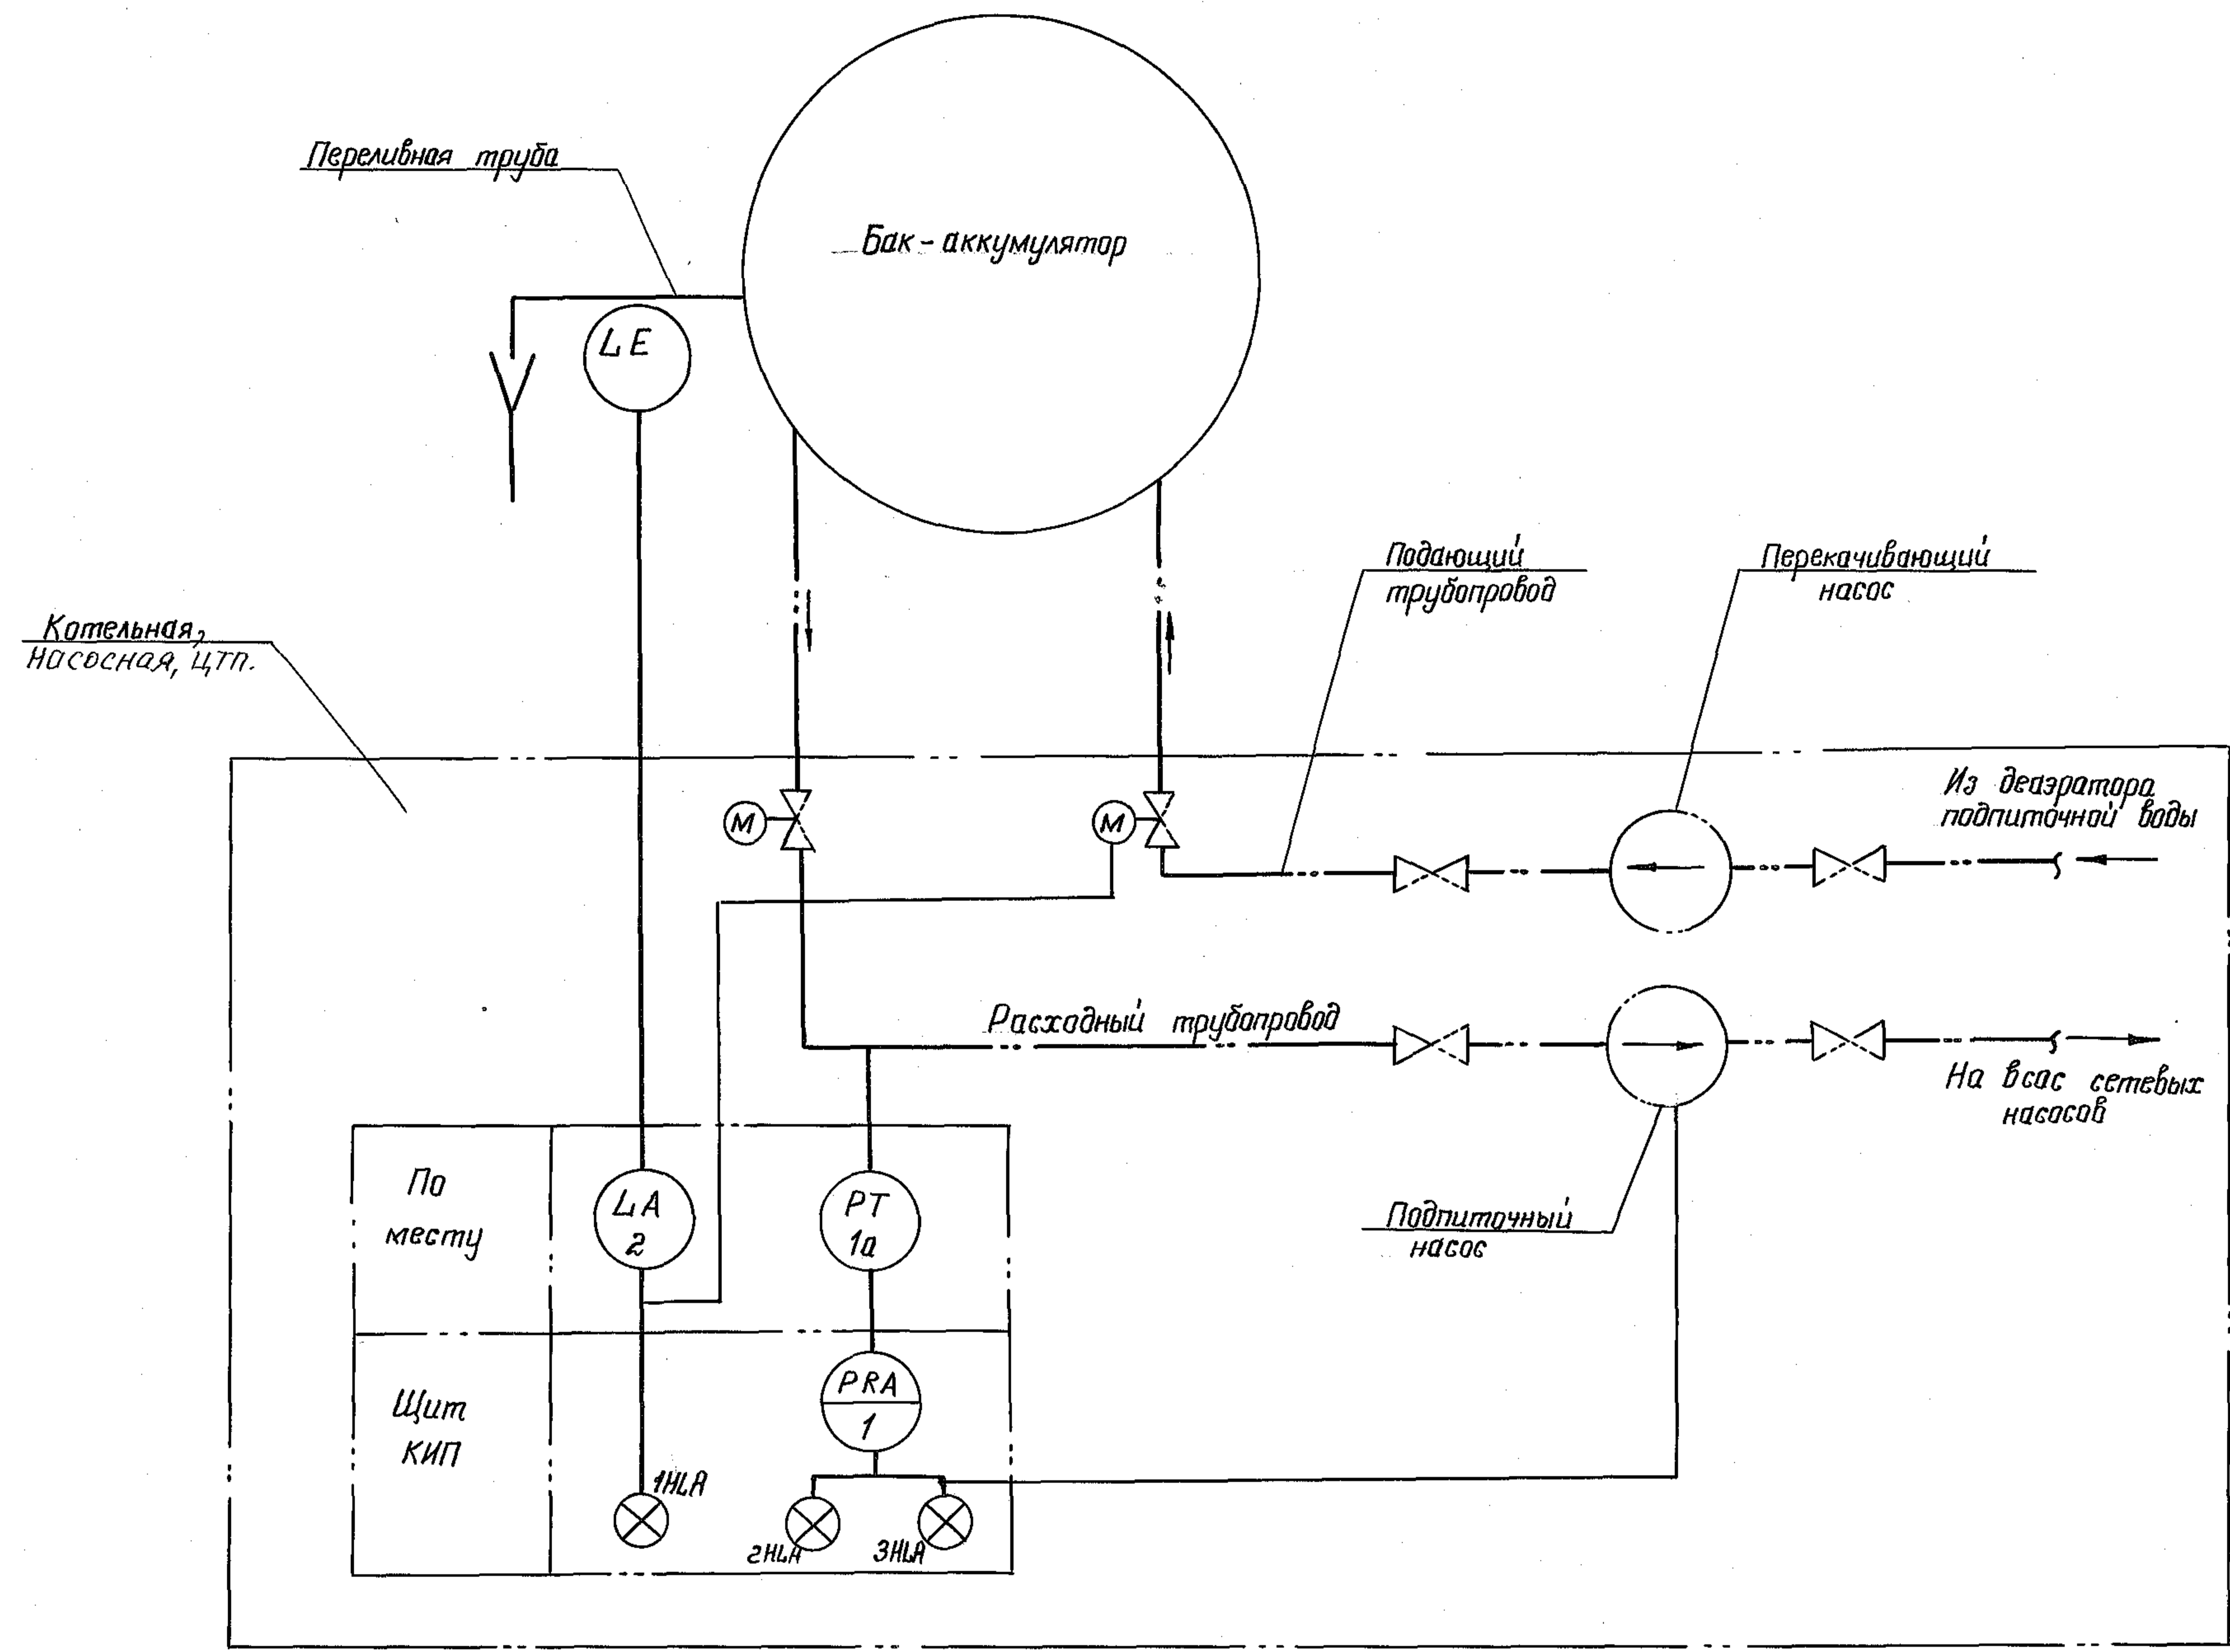 Переливная труба
Бак-аккумулятор
LE
Подающий
трубопровод
Перекачивающий
насос
Котельная,
насосная, цтп.
Из деаэратора
подпиточной воды
M
M
Расходный трубопровод
На всас сетевых
насосов
По
месту
LA
2
PT
1а
Подпиточный
насос
Щит
КИП
PRA
1
1HLA
2HLA
3HLA